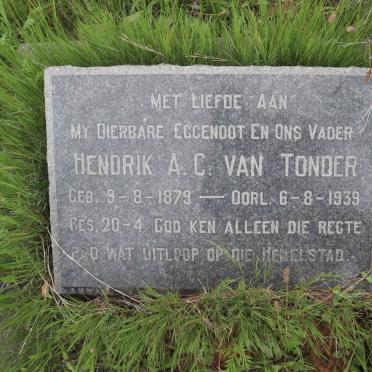 MET LIEFDE AAN
MY DIERBARE EGGENOOT EN ONS VADER
HENDRIK A. C. VAN TONDER
GEB. 9-8-1879 — OORL. 6-8-1939
GES. 20-4 GOD KEN ALLEEN DIE REGTE
PAD WAT UITLOOP OP DIE HEMELSTAD.